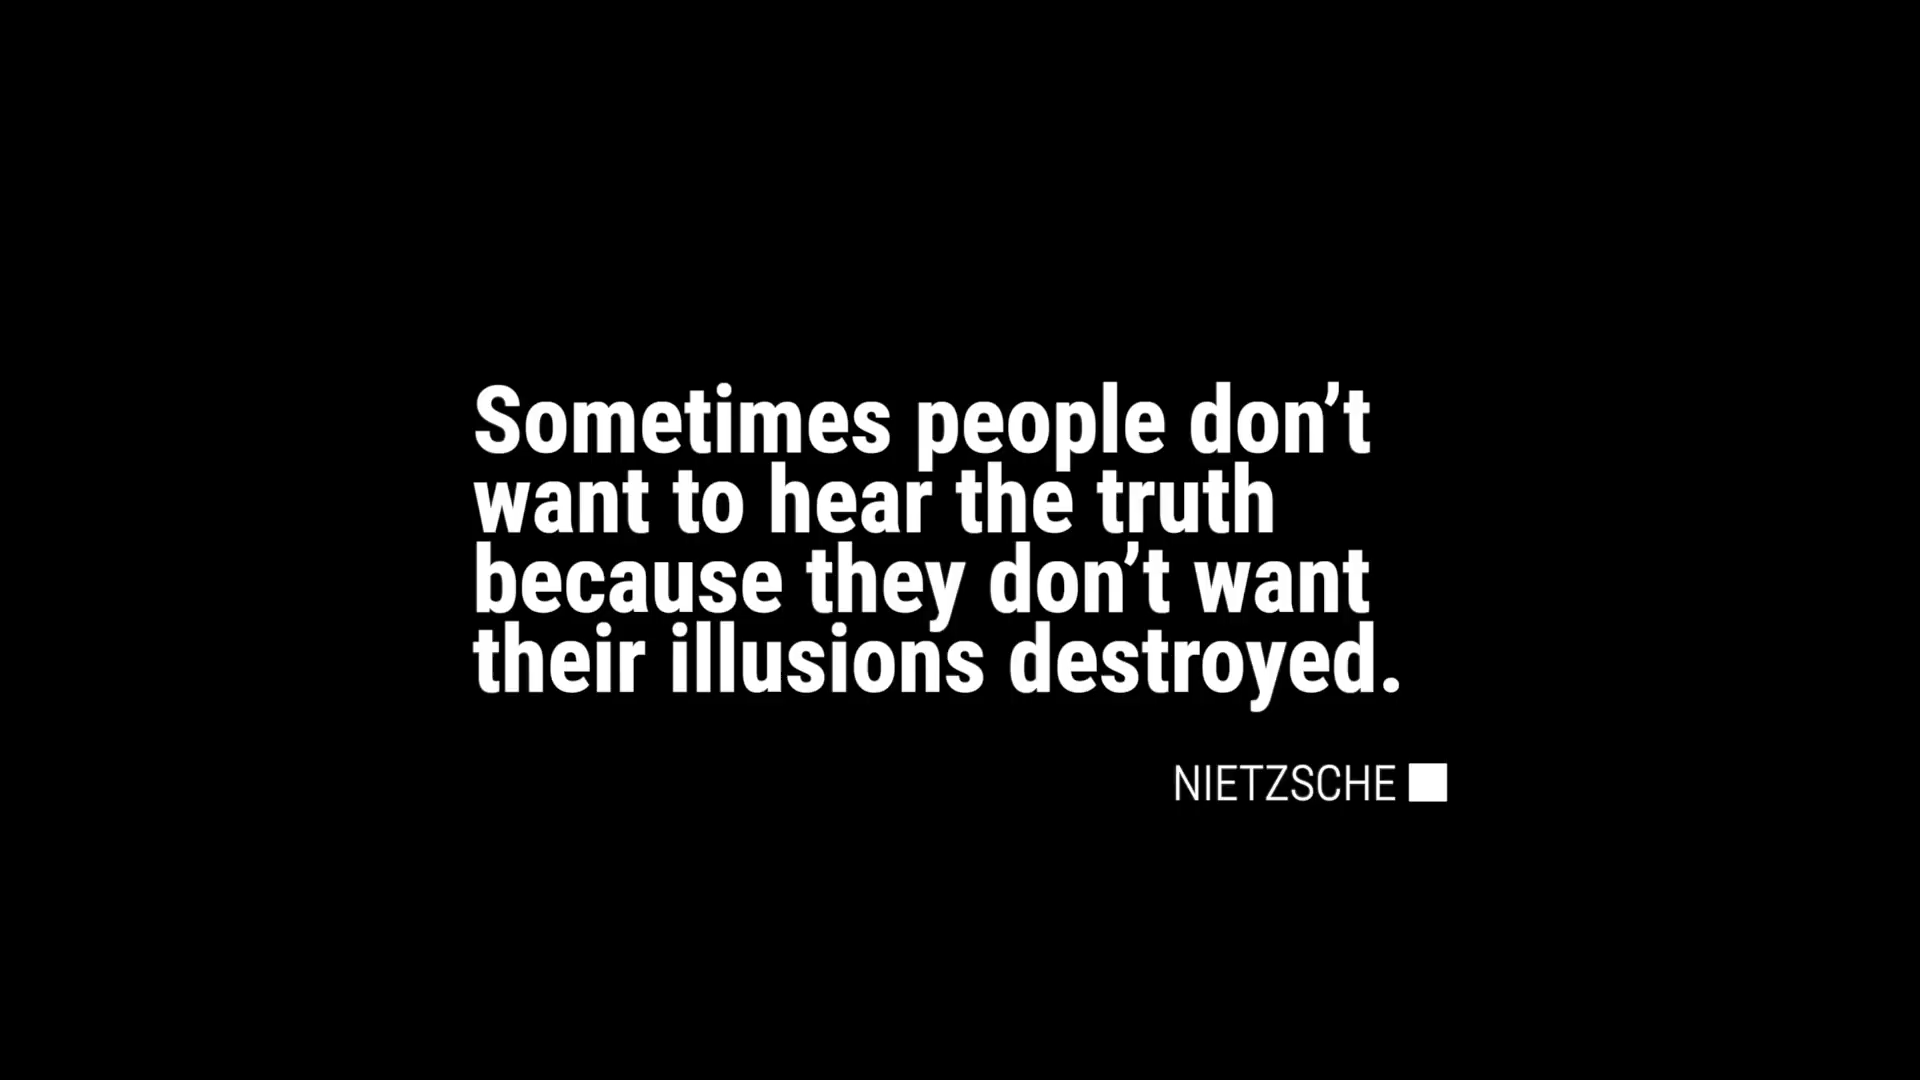 Sometimes people don’t
want to hear the truth
because they don’t want
their illusions destroyed.
NIETZSCHE